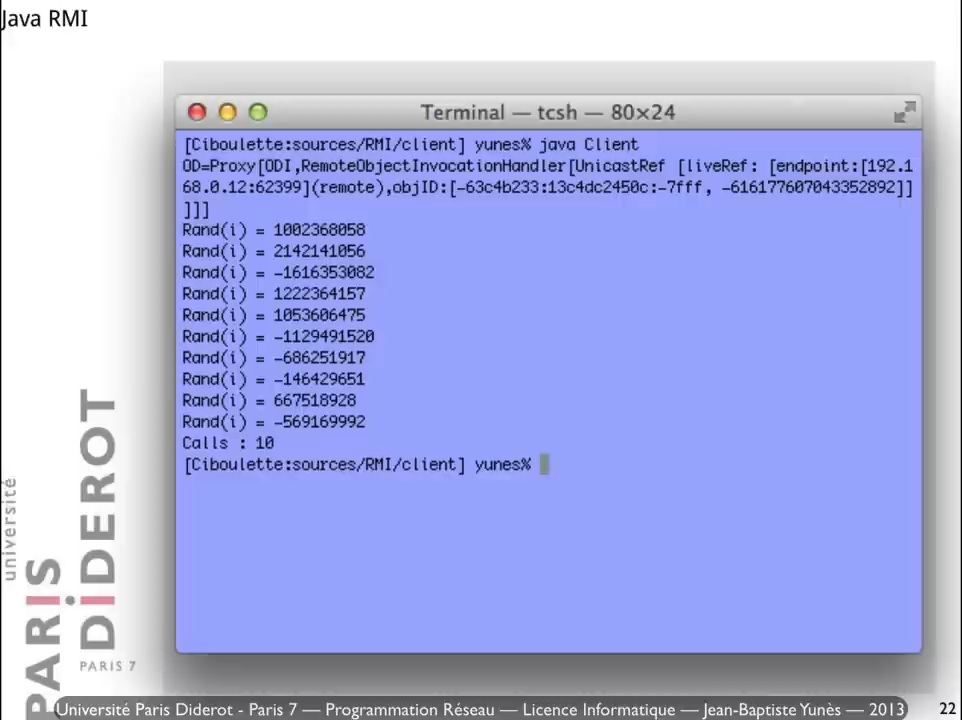 Java RMI
Terminal — tcsh — 80×24
[Ciboulette:sources/RMI/client] yunes% java Client
OD=Proxy[ODI,RemoteObjectInvocationHandler[UnicastRef [liveRef: [endpoint:[192.1
68.0.12:62399](remote),objID:[-63c4b233:13c4dc2450c:-7fff, -6161777607043352892]]
]]]
Rand(i) = 1002368058
Rand(i) = 2142141056
Rand(i) = -1616353082
Rand(i) = 1222364157
Rand(i) = 1053606475
Rand(i) = -1129491520
Rand(i) = -686251917
Rand(i) = -146429651
Rand(i) = 667518928
Rand(i) = -569169992
Calls : 10
[Ciboulette:sources/RMI/client] yunes%
université
PARIS
DIDEROT
PARIS 7
Université Paris Diderot - Paris 7 — Programmation Réseau — Licence Informatique — Jean-Baptiste Yunès — 2013
22